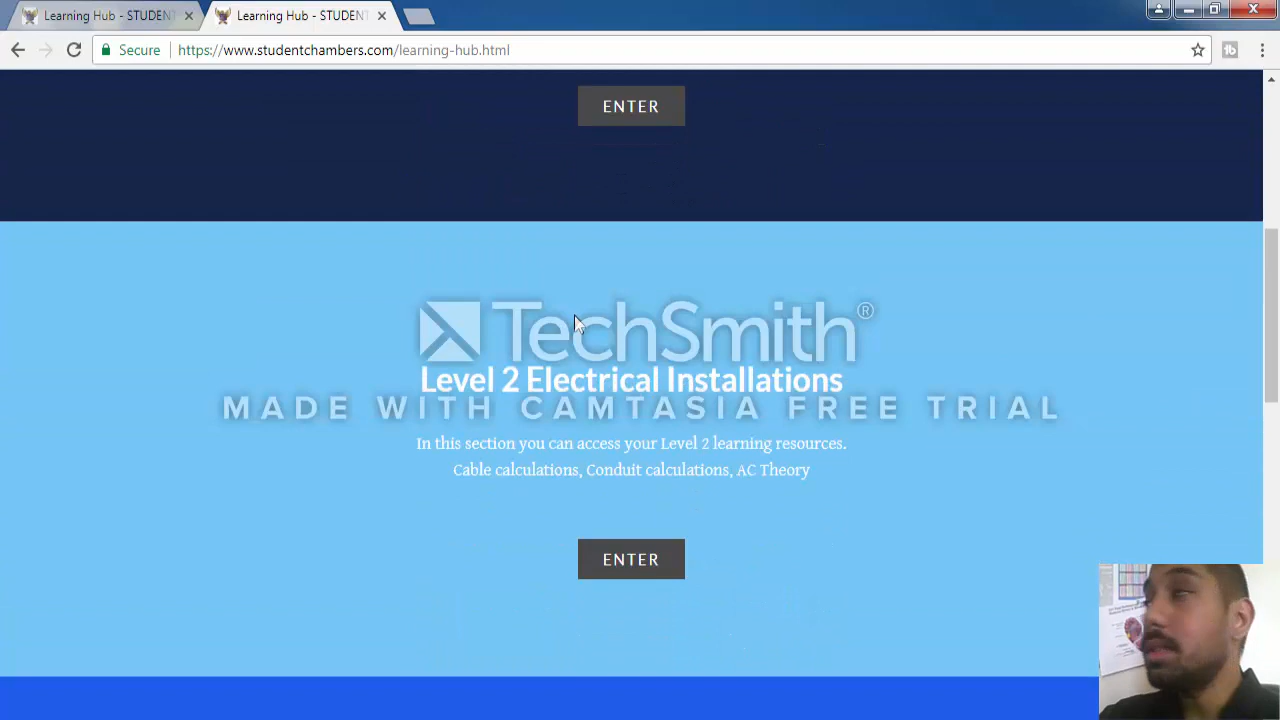 Learning Hub - STUDENT
Learning Hub - STUDENT
Secure
https://www.studentchambers.com/learning-hub.html
ENTER
TechSmith®
Level 2 Electrical Installations
MADE WITH CAMTASIA FREE TRIAL
In this section you can access your Level 2 learning resources.
Cable calculations, Conduit calculations, AC Theory
ENTER